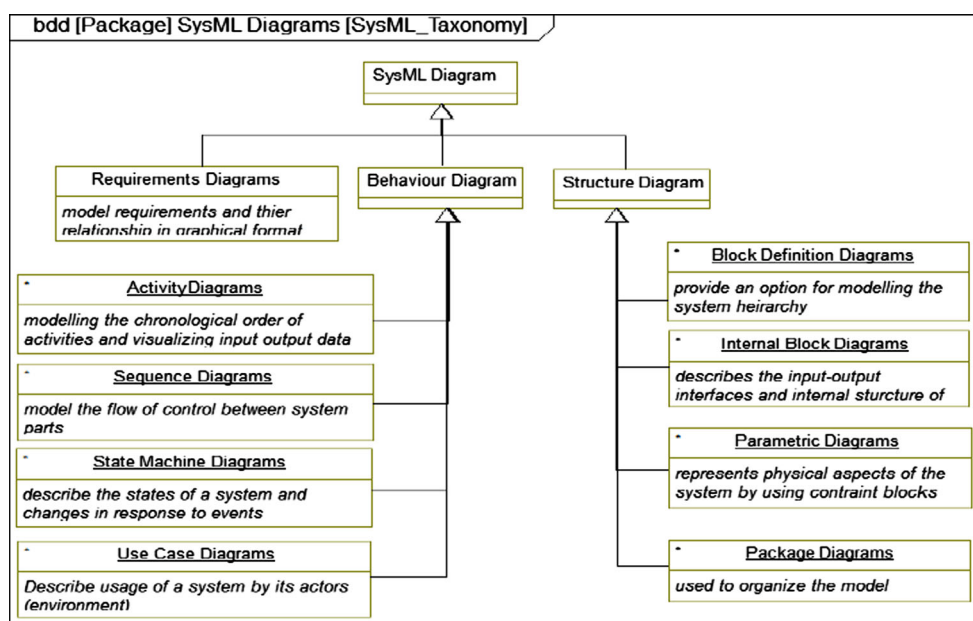 bdd [Package] SysML Diagrams [SysML_Taxonomy]
SysML Diagram
Requirements Diagrams
model requirements and thier
relationship in graphical format
Behaviour Diagram
Structure Diagram
* ActivityDiagrams
modelling the chronological order of
activities and visualizing input output data
* Sequence Diagrams
model the flow of control between system
parts
* State Machine Diagrams
describe the states of a system and
changes in response to events
* Use Case Diagrams
Describe usage of a system by its actors
(environment)
* Block Definition Diagrams
provide an option for modelling the
system heirarchy
* Internal Block Diagrams
describes the input-output
interfaces and internal sturcture of
* Parametric Diagrams
represents physical aspects of the
system by using contraint blocks
* Package Diagrams
used to organize the model